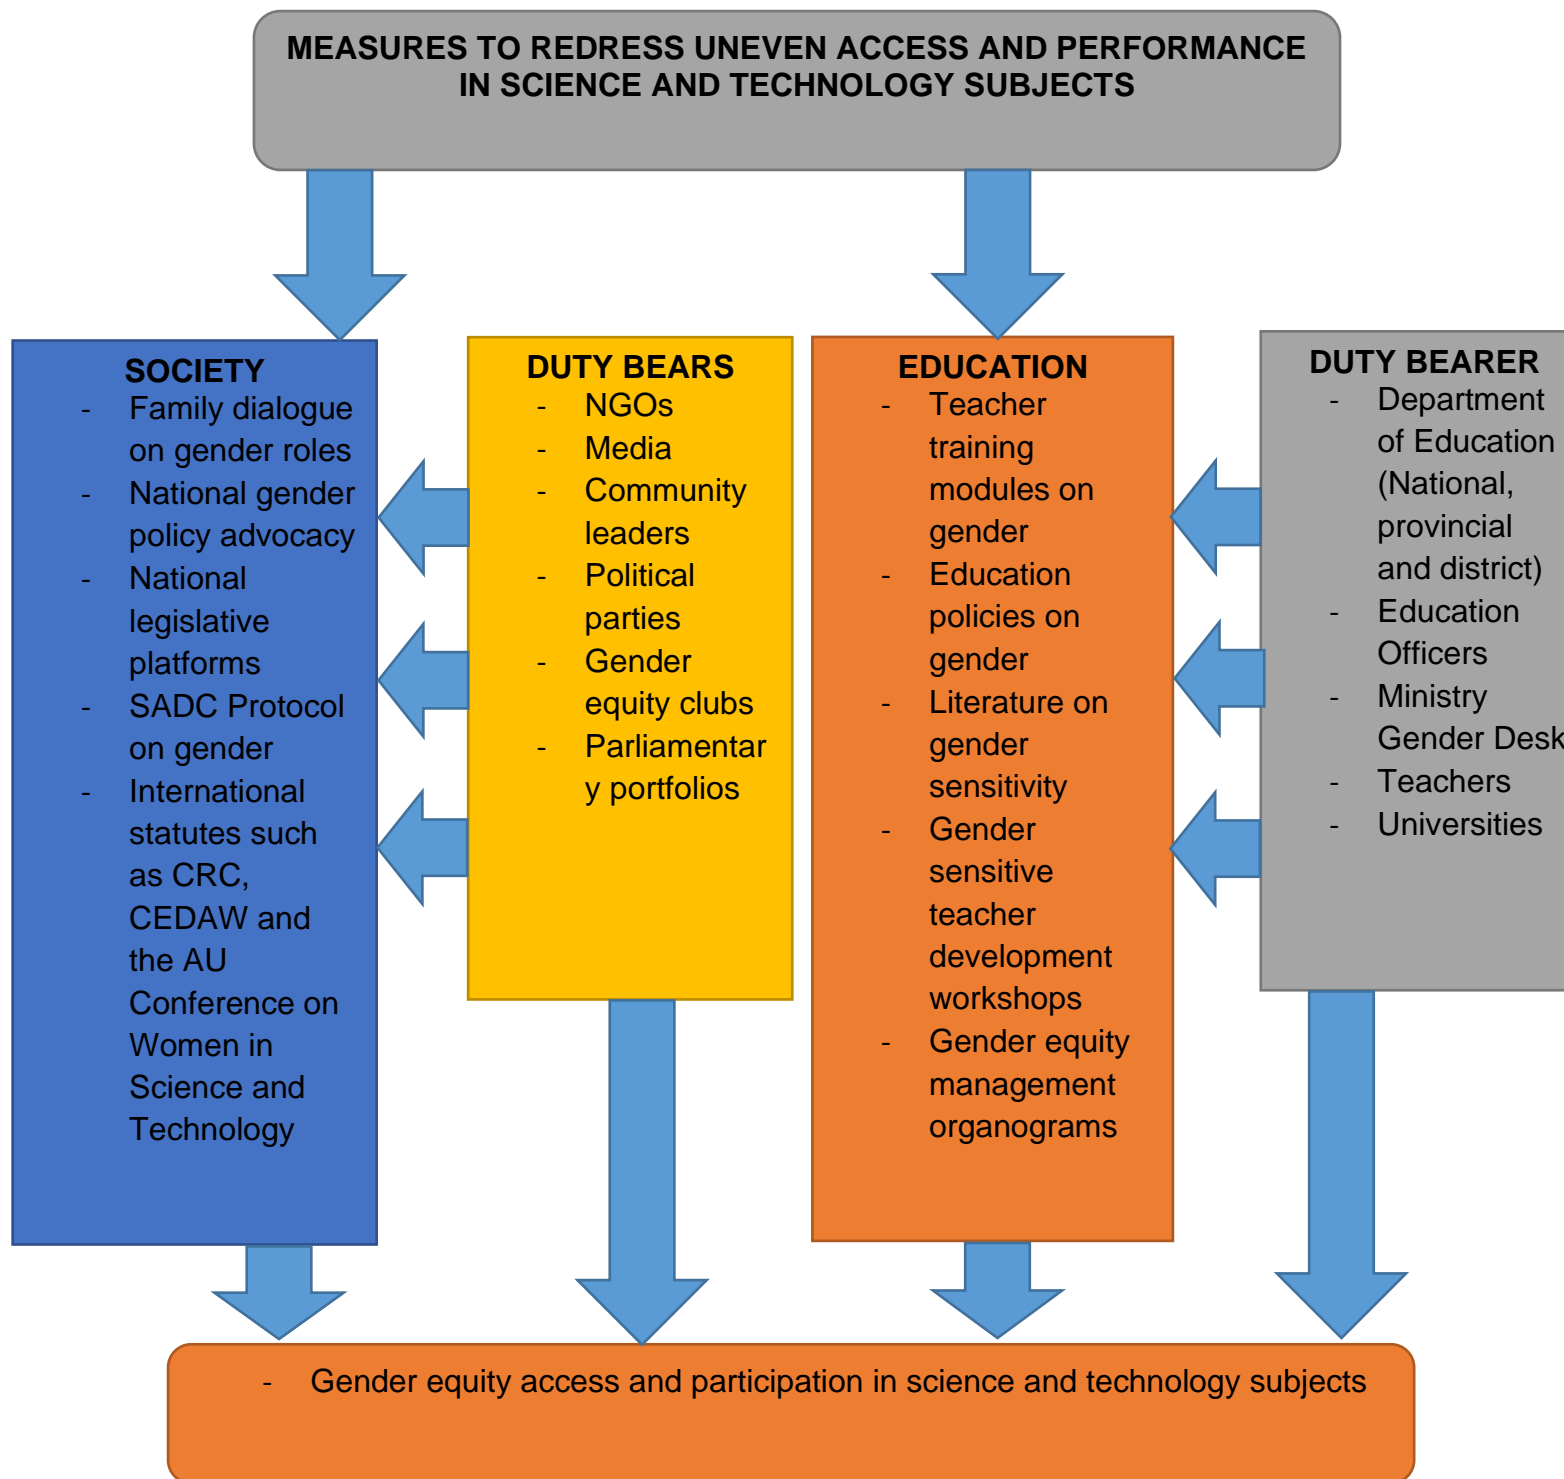 MEASURES TO REDRESS UNEVEN ACCESS AND PERFORMANCE
IN SCIENCE AND TECHNOLOGY SUBJECTS
SOCIETY
- Family dialogue
on gender roles
- National gender
policy advocacy
- National
legislative
platforms
- SADC Protocol
on gender
- International
statutes such
as CRC,
CEDAW and
the AU
Conference on
Women in
Science and
Technology
DUTY BEARS
- NGOs
- Media
- Community
leaders
- Political
parties
- Gender
equity clubs
- Parliamentar
y portfolios
EDUCATION
- Teacher
training
modules on
gender
- Education
policies on
gender
- Literature on
gender
sensitivity
- Gender
sensitive
teacher
development
workshops
- Gender equity
management
organograms
DUTY BEARER
- Department
of Education
(National,
provincial
and district)
- Education
Officers
- Ministry
Gender Desk
- Teachers
- Universities
- Gender equity access and participation in science and technology subjects